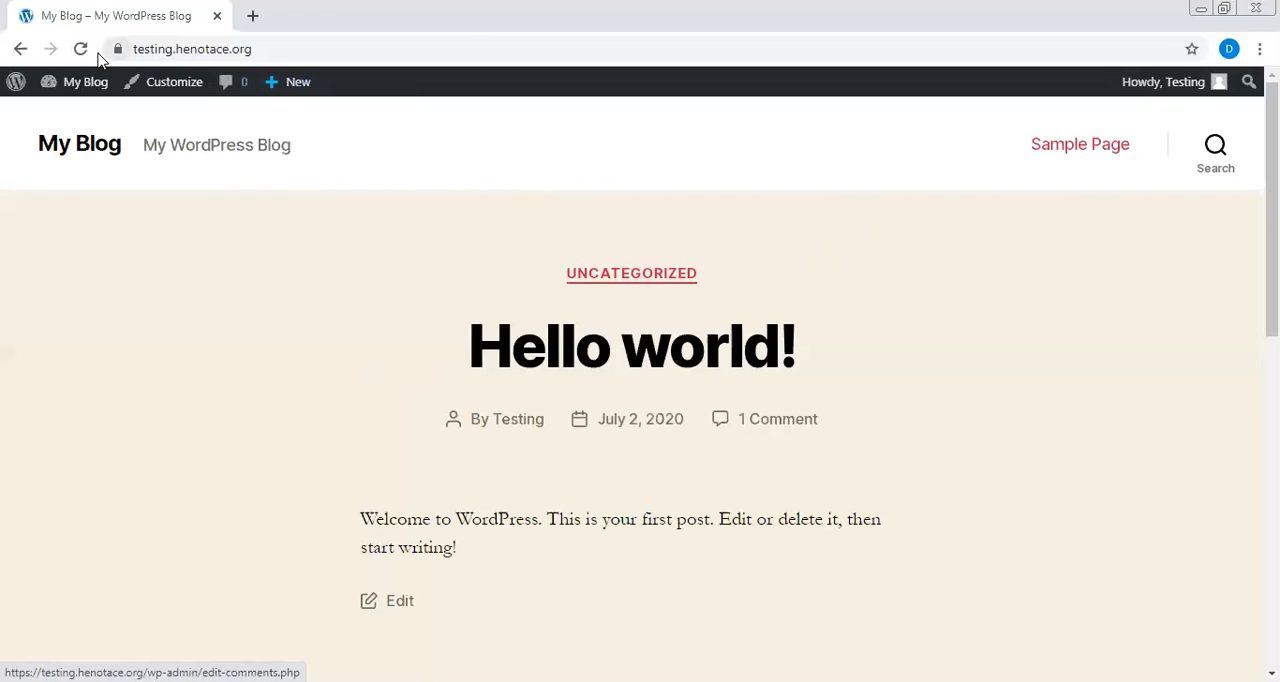 My Blog – My WordPress Blog
testing.henotace.org
D
My Blog
Customize
0
New
Howdy, Testing
My Blog
My WordPress Blog
Sample Page
Search
UNCATEGORIZED
Hello world!
By Testing
July 2, 2020
1 Comment
Welcome to WordPress. This is your first post. Edit or delete it, then
start writing!
Edit
https://testing.henotace.org/wp-admin/edit-comments.php